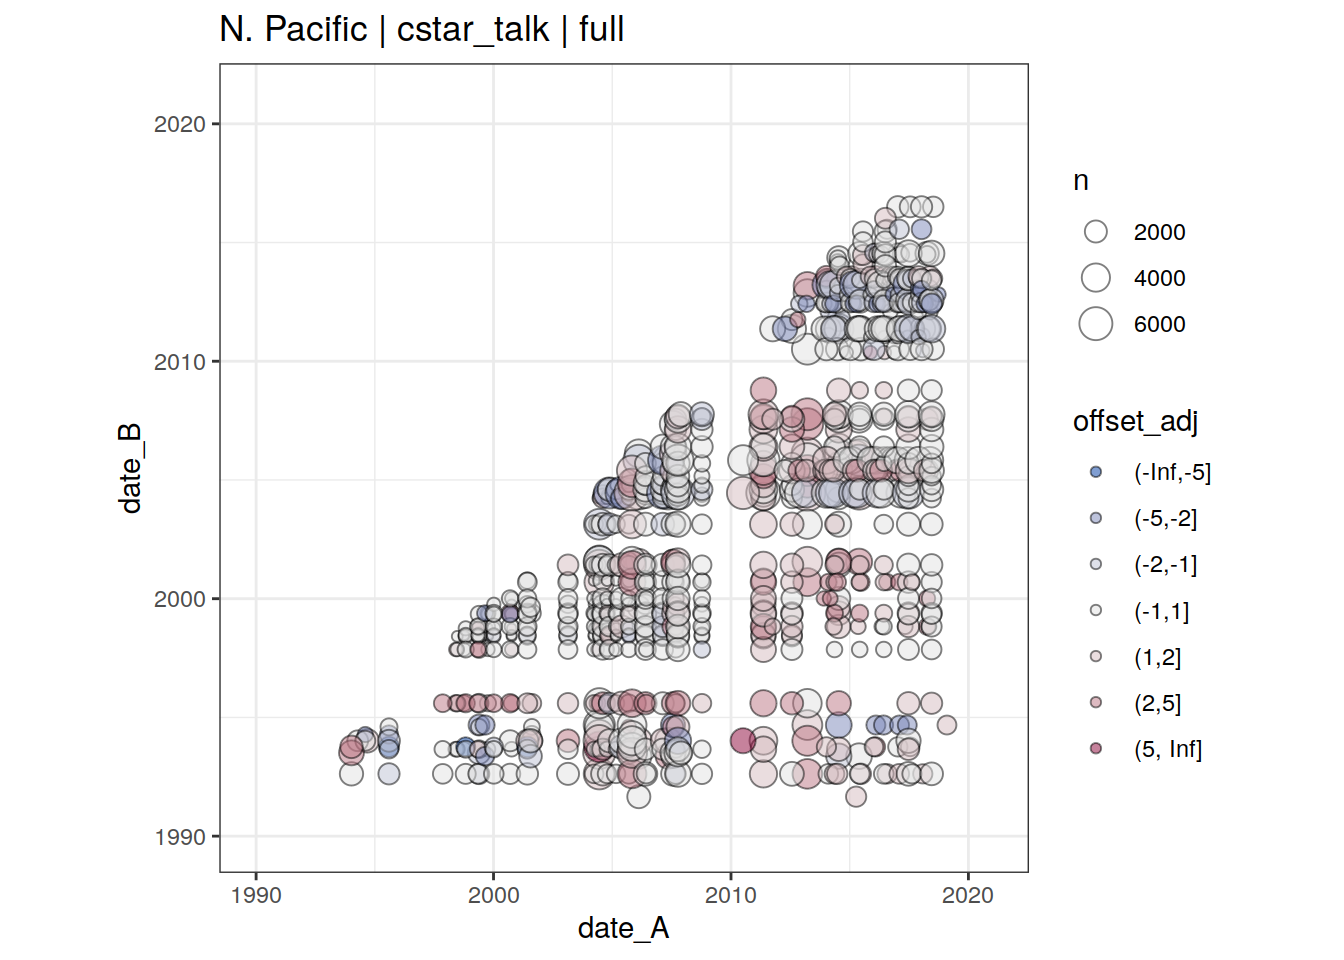 N. Pacific | cstar_talk | full
2020
2010
2000
1990
date_B
1990
2000
2010
2020
date_A
n
2000
4000
6000
offset_adj
(-Inf,-5]
(-5,-2]
(-2,-1]
(-1,1]
(1,2]
(2,5]
(5, Inf]